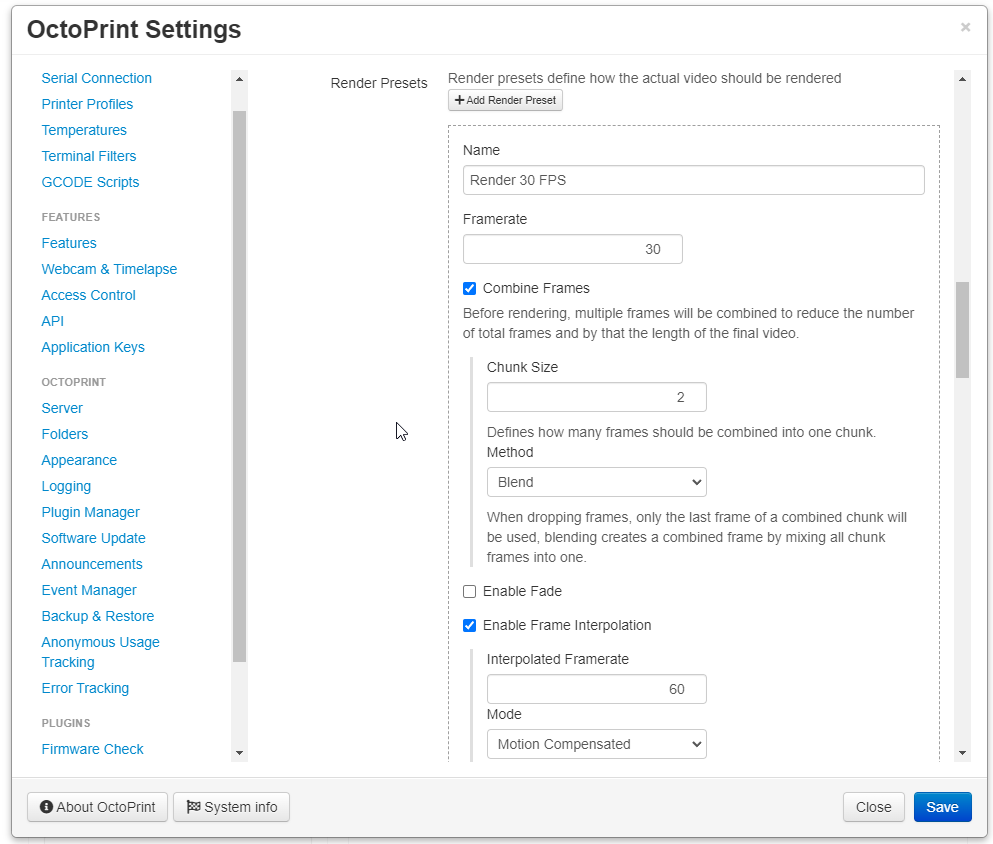 OctoPrint Settings
×
Serial Connection
Printer Profiles
Temperatures
Terminal Filters
GCODE Scripts
FEATURES
Features
Webcam & Timelapse
Access Control
API
Application Keys
OCTOPRINT
Server
Folders
Appearance
Logging
Plugin Manager
Software Update
Announcements
Event Manager
Backup & Restore
Anonymous Usage
Tracking
Error Tracking
PLUGINS
Firmware Check
Render Presets
Render presets define how the actual video should be rendered
Add Render Preset
Name
Render 30 FPS
Framerate
30
Combine Frames
Before rendering, multiple frames will be combined to reduce the number
of total frames and by that the length of the final video.
Chunk Size
2
Defines how many frames should be combined into one chunk.
Method
Blend
When dropping frames, only the last frame of a combined chunk will
be used, blending creates a combined frame by mixing all chunk
frames into one.
Enable Fade
Enable Frame Interpolation
Interpolated Framerate
60
Mode
Motion Compensated
About OctoPrint
System info
Close
Save